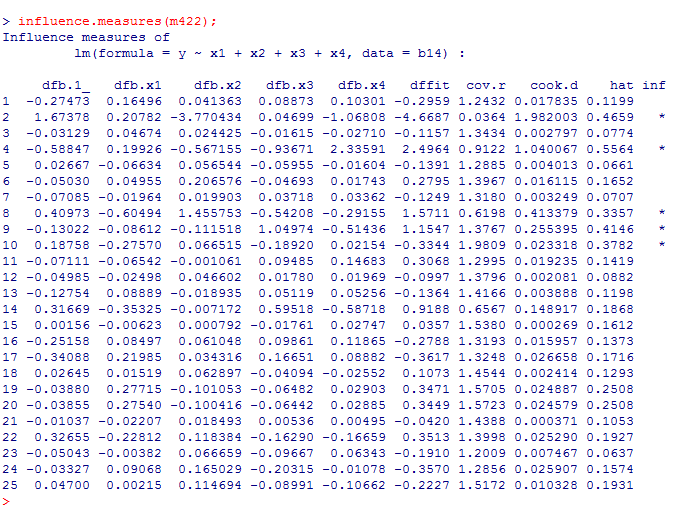 > influence.measures(m422);
Influence measures of
         lm(formula = y ~ x1 + x2 + x3 + x4, data = b14) :

     dfb.1_   dfb.x1    dfb.x2   dfb.x3   dfb.x4   dffit  cov.r   cook.d    hat inf
1  -0.27473  0.16496  0.041363  0.08873  0.10301 -0.2959 1.2432 0.017835 0.1199
2   1.67378  0.20782 -3.770434  0.04699 -1.06808 -4.6687 0.0364 1.982003 0.4659   *
3  -0.03129  0.04674  0.024425 -0.01615 -0.02710 -0.1157 1.3434 0.002797 0.0774
4  -0.58847  0.19926 -0.567155 -0.93671  2.33591  2.4964 0.9122 1.040067 0.5564   *
5   0.02667 -0.06634  0.056544 -0.05955 -0.01604 -0.1391 1.2885 0.004013 0.0661
6  -0.05030  0.04955  0.206576 -0.04693  0.01743  0.2795 1.3967 0.016115 0.1652
7  -0.07085 -0.01964  0.019903  0.03718  0.03362 -0.1249 1.3180 0.003249 0.0707
8   0.40973 -0.60494  1.455753 -0.54208 -0.29155  1.5711 0.6198 0.413379 0.3357   *
9  -0.13022 -0.08612 -0.111518  1.04974 -0.51436  1.1547 1.3767 0.255395 0.4146   *
10  0.18758 -0.27570  0.066515 -0.18920  0.02154 -0.3344 1.9809 0.023318 0.3782   *
11 -0.07111 -0.06542 -0.001061  0.09485  0.14683  0.3068 1.2995 0.019235 0.1419
12 -0.04985 -0.02498  0.046602  0.01780  0.01969 -0.0997 1.3796 0.002081 0.0882
13 -0.12754  0.08889 -0.018935  0.05119  0.05256 -0.1364 1.4166 0.003888 0.1198
14  0.31669 -0.35325 -0.007172  0.59518 -0.58718  0.9188 0.6567 0.148917 0.1868
15  0.00156 -0.00623  0.000792 -0.01761  0.02747  0.0357 1.5380 0.000269 0.1612
16 -0.25158  0.08497  0.061048  0.09861  0.11865 -0.2788 1.3193 0.015957 0.1373
17 -0.34088  0.21985  0.034316  0.16651  0.08882 -0.3617 1.3248 0.026658 0.1716
18  0.02645  0.01519  0.062897 -0.04094 -0.02552  0.1073 1.4544 0.002414 0.1293
19 -0.03880  0.27715 -0.101053 -0.06482  0.02903  0.3471 1.5705 0.024887 0.2508
20 -0.03855  0.27540 -0.100416 -0.06442  0.02885  0.3449 1.5723 0.024579 0.2508
21 -0.01037 -0.02207  0.018493  0.00536  0.00495 -0.0420 1.4388 0.000371 0.1053
22  0.32655 -0.22812  0.118384 -0.16290 -0.16659  0.3513 1.3998 0.025290 0.1927
23 -0.05043 -0.00382  0.066659 -0.09667  0.06343 -0.1910 1.2009 0.007467 0.0637
24 -0.03327  0.09068  0.165029 -0.20315 -0.01078 -0.3570 1.2856 0.025907 0.1574
25  0.04700  0.00215  0.114694 -0.08991 -0.10662 -0.2227 1.5172 0.010328 0.1931
>